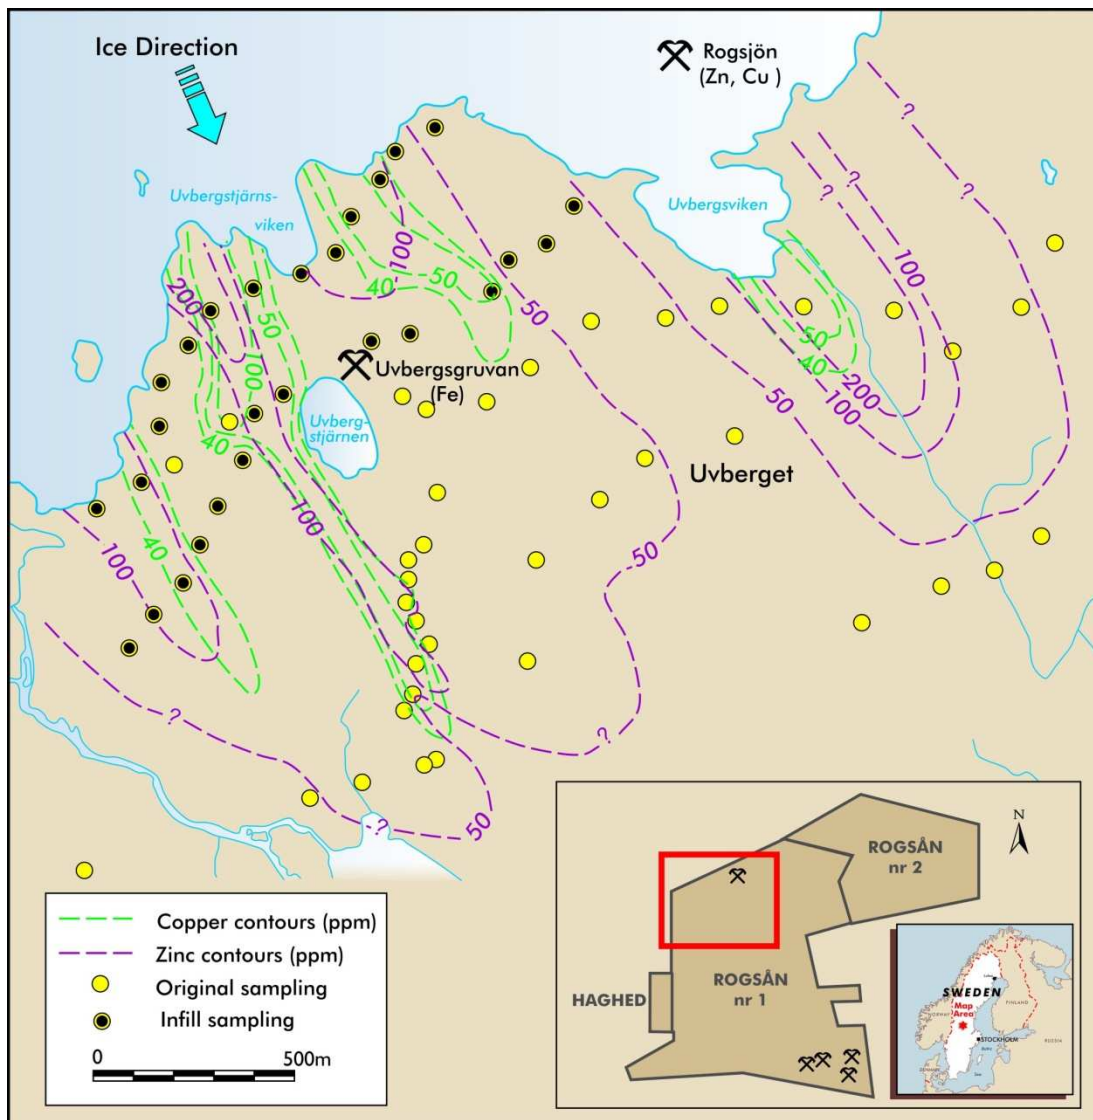 Ice Direction
Rogsjön
(Zn, Cu )
Uvbergstjärns-
viken
Uvbergsviken
?
?
?
100
200
100
40
50
50
50
100
40
50
40
200
100
50
Uvbergsgruvan
(Fe)
Uvberg-
stjärnen
40
100
Uvberget
50
40
100
?
?
?
50
Copper contours (ppm)
Zinc contours (ppm)
Original sampling
Infill sampling
0 500m
N
ROGSÅN
nr 2
HAGHED
ROGSÅN
nr 1
SWEDEN
Map
Area
STOCKHOLM
NORWAY
FINLAND
RUSSIA